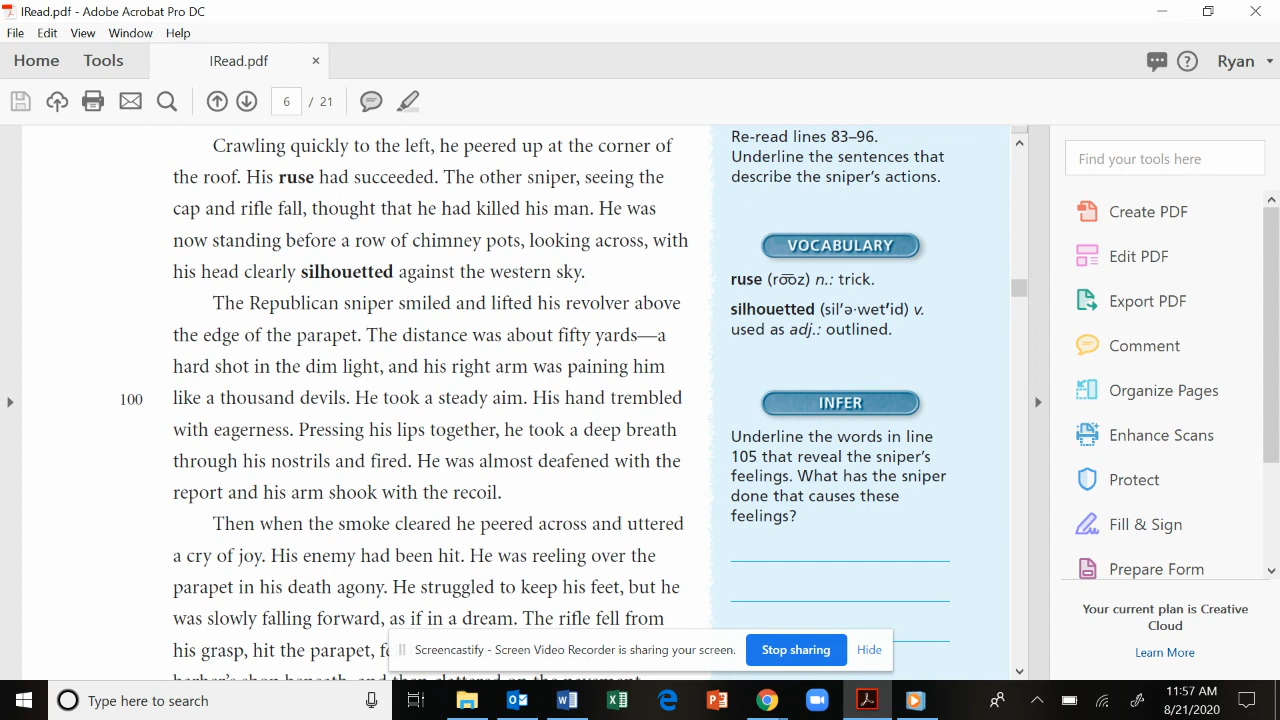 IRead.pdf - Adobe Acrobat Pro DC
File Edit View Window Help
Home Tools IRead.pdf × Ryan
6 / 21
Crawling quickly to the left, he peered up at the corner of
the roof. His ruse had succeeded. The other sniper, seeing the
cap and rifle fall, thought that he had killed his man. He was
now standing before a row of chimney pots, looking across, with
his head clearly silhouetted against the western sky.
The Republican sniper smiled and lifted his revolver above
the edge of the parapet. The distance was about fifty yards—a
hard shot in the dim light, and his right arm was paining him
100 like a thousand devils. He took a steady aim. His hand trembled
with eagerness. Pressing his lips together, he took a deep breath
through his nostrils and fired. He was almost deafened with the
report and his arm shook with the recoil.
Then when the smoke cleared he peered across and uttered
a cry of joy. His enemy had been hit. He was reeling over the
parapet in his death agony. He struggled to keep his feet, but he
was slowly falling forward, as if in a dream. The rifle fell from
his grasp, hit the parapet,
barber's shop beneath, and then clattered on the pavement.
Re-read lines 83–96.
Underline the sentences that
describe the sniper's actions.
VOCABULARY
ruse (ro͞oz) n.: trick.
silhouetted (sil′ə·wet′id) v.
used as adj.: outlined.
INFER
Underline the words in line
105 that reveal the sniper's
feelings. What has the sniper
done that causes these
feelings?
Find your tools here
Create PDF
Edit PDF
Export PDF
Comment
Organize Pages
Enhance Scans
Protect
Fill & Sign
Prepare Form
Your current plan is Creative
Cloud
Learn More
Screencastify - Screen Video Recorder is sharing your screen. Stop sharing Hide
Type here to search
11:57 AM
8/21/2020